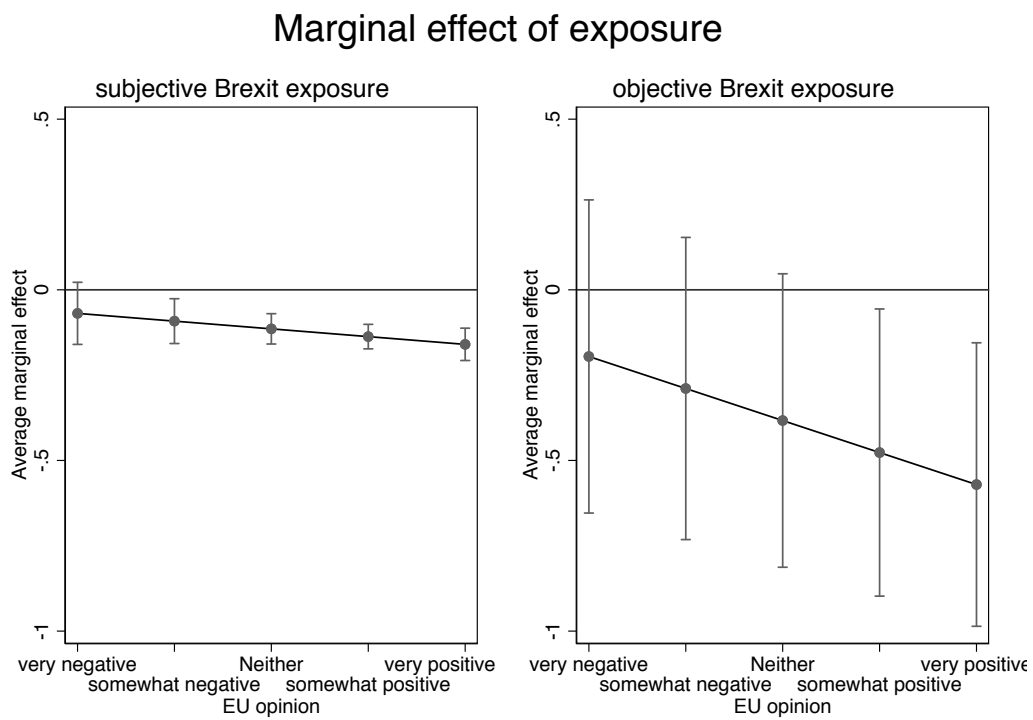 Marginal effect of exposure
subjective Brexit exposure
.5
0
-.5
-1
Average marginal effect
very negative
somewhat negative
Neither
somewhat positive
very positive
EU opinion
objective Brexit exposure
.5
0
-.5
-1
Average marginal effect
very negative
somewhat negative
Neither
somewhat positive
very positive
EU opinion